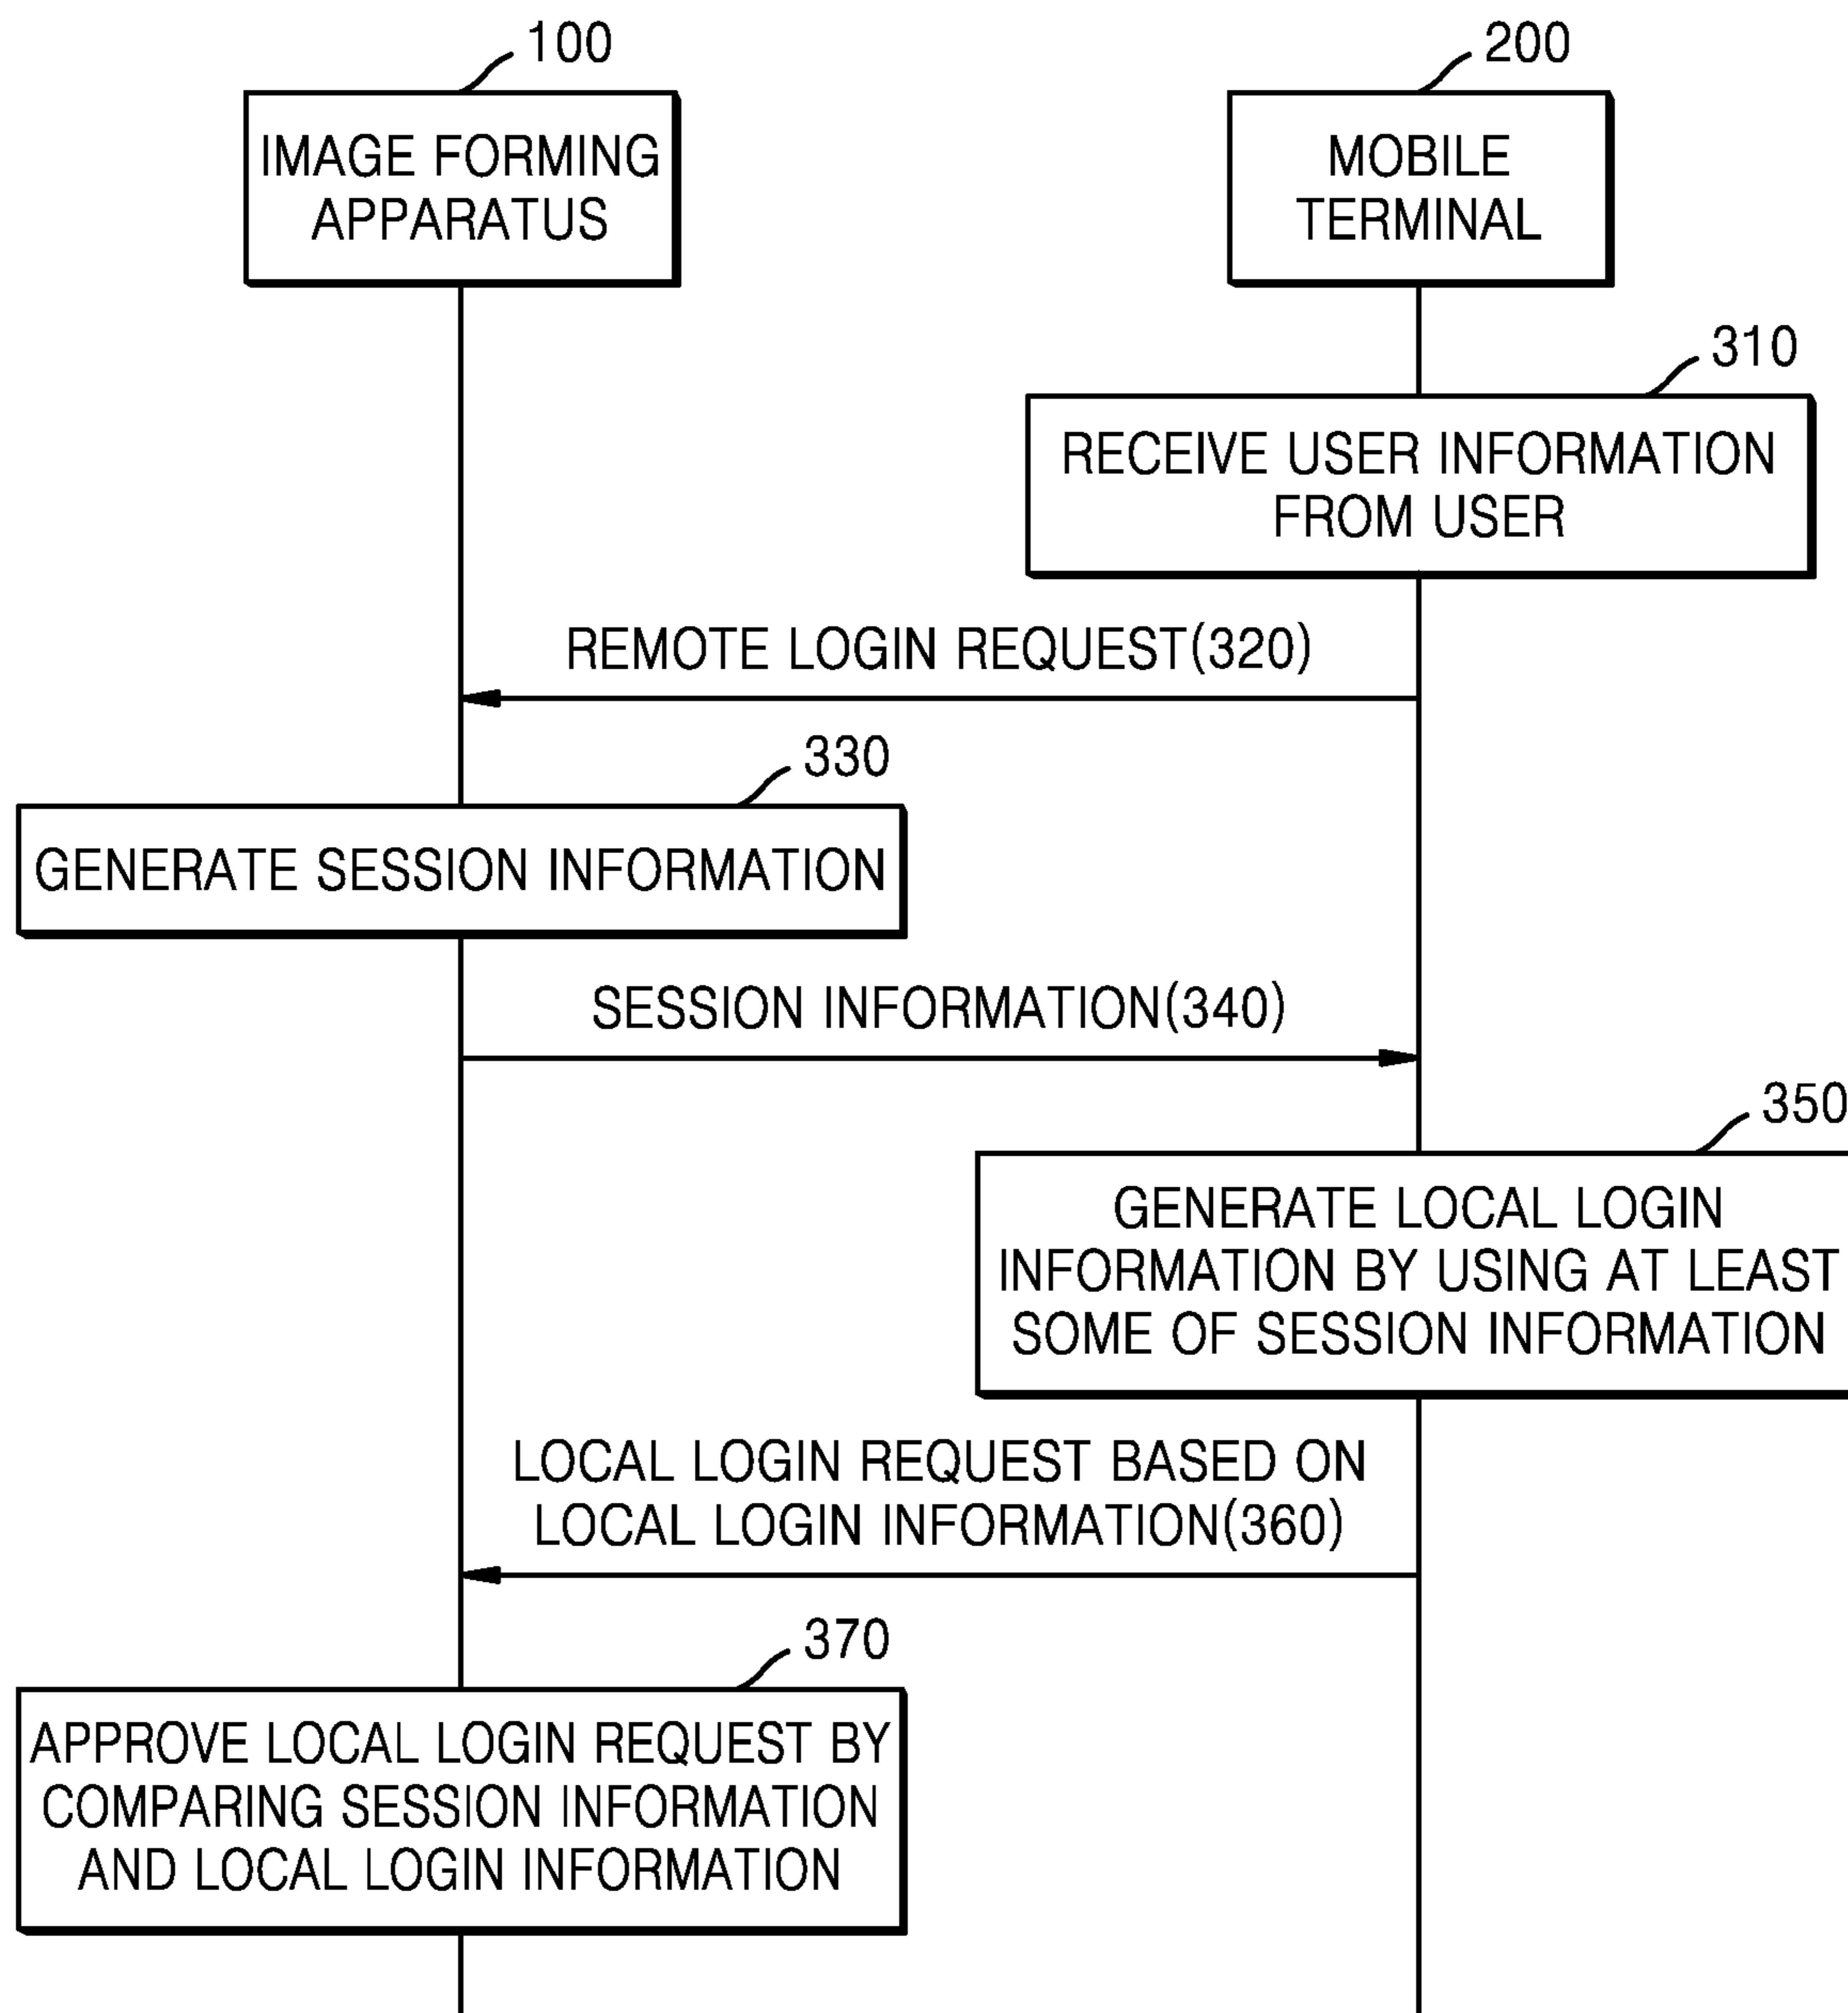 100
200
IMAGE FORMING
APPARATUS
MOBILE
TERMINAL
310
RECEIVE USER INFORMATION
FROM USER
REMOTE LOGIN REQUEST(320)
330
GENERATE SESSION INFORMATION
SESSION INFORMATION(340)
350
GENERATE LOCAL LOGIN
INFORMATION BY USING AT LEAST
SOME OF SESSION INFORMATION
LOCAL LOGIN REQUEST BASED ON
LOCAL LOGIN INFORMATION(360)
370
APPROVE LOCAL LOGIN REQUEST BY
COMPARING SESSION INFORMATION
AND LOCAL LOGIN INFORMATION